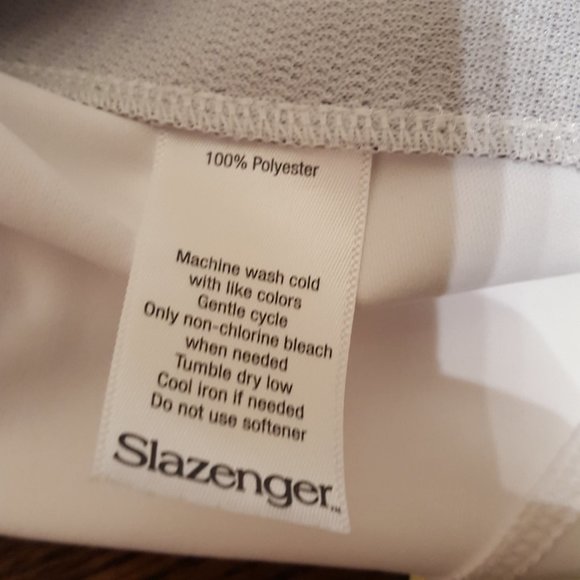 100% Polyester
Machine wash cold
with like colors
Gentle cycle
Only non-chlorine bleach
when needed
Tumble dry low
Cool Iron if needed
Do not use softener
Slazenger™